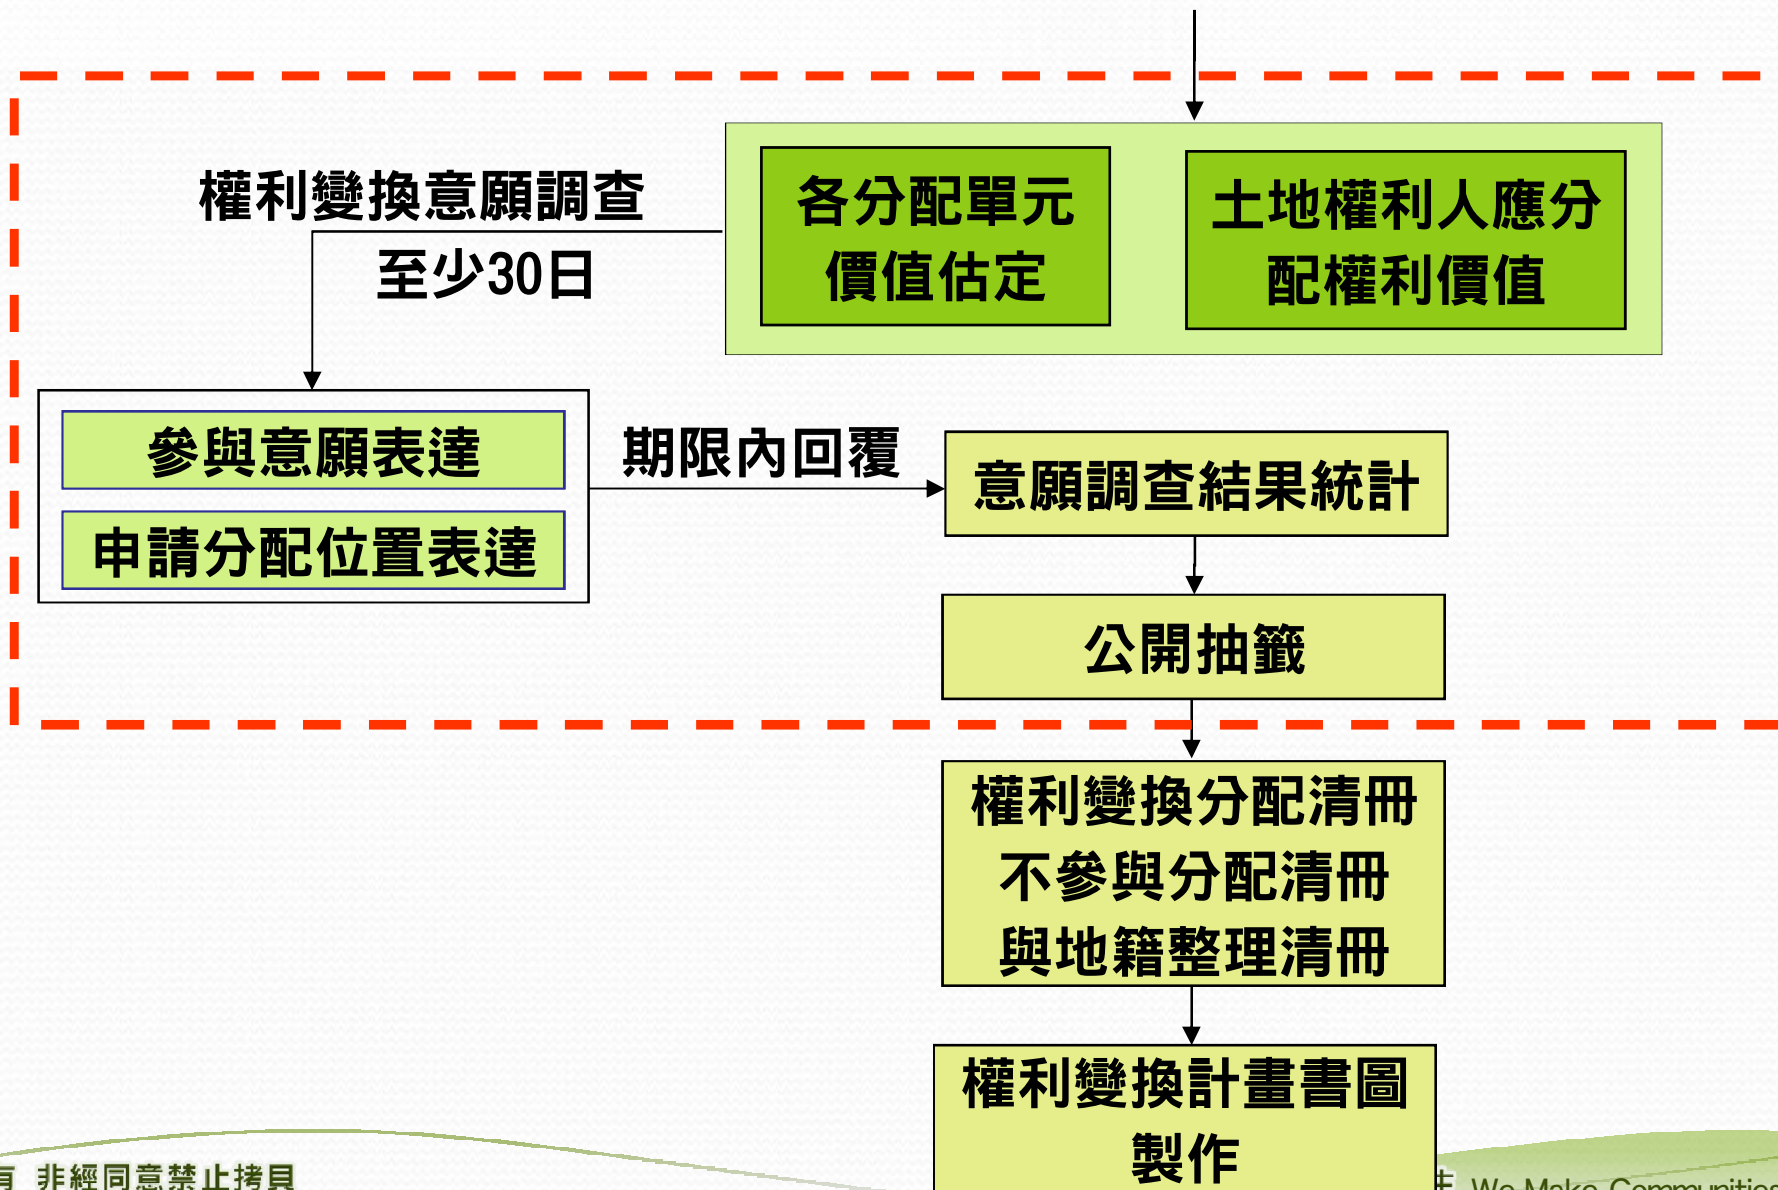 各分配單元
價值估定
土地權利人應分
配權利價值
權利變換意願調查
至少30日
參與意願表達
申請分配位置表達
期限內回覆
意願調查結果統計
公開抽籤
權利變換分配清冊
不參與分配清冊
與地籍整理清冊
權利變換計畫書圖
製作
有 非經同意禁止拷貝
生 We Make Communities